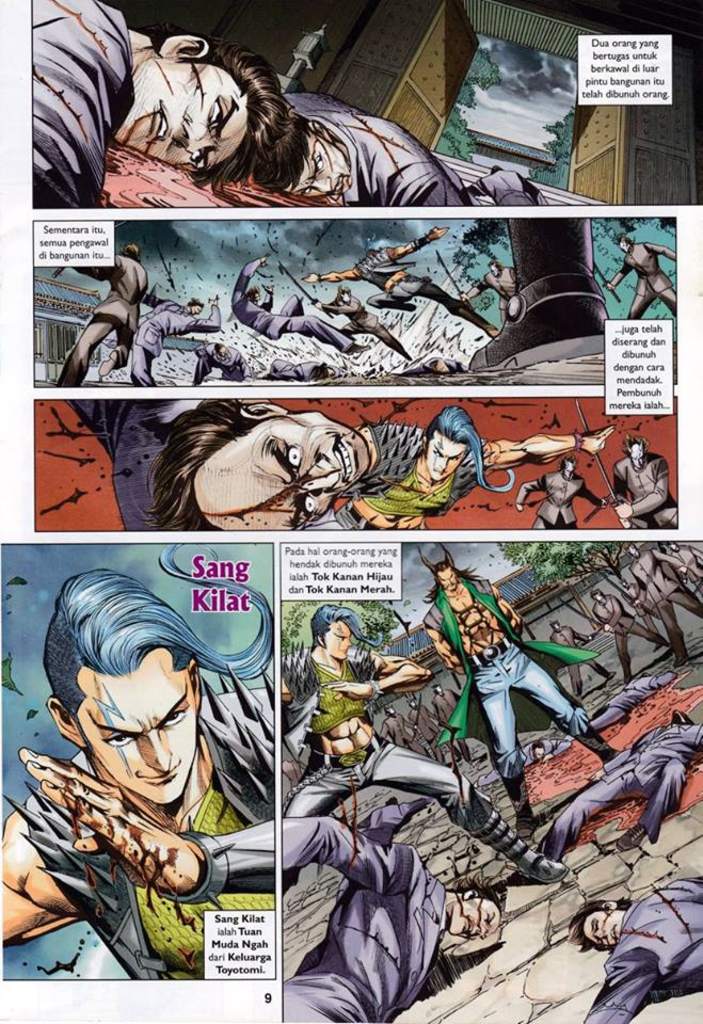 Dua orang yang
bertugas untuk
berkawal di luar
pintu bangunan itu
telah dibunuh orang.
Sementara itu,
semua pengawal
di bangunan itu...
...juga telah
diserang dan
dibunuh
dengan cara
mendadak.
Pembunuh
mereka ialah...
Sang
Kilat
Sang Kilat
ialah Tuan
Muda Ngah
dari Keluarga
Toyotomi.
Pada hal orang-orang yang
hendak dibunuh mereka
ialah Tok Kanan Hijau
dan Tok Kanan Merah.
9